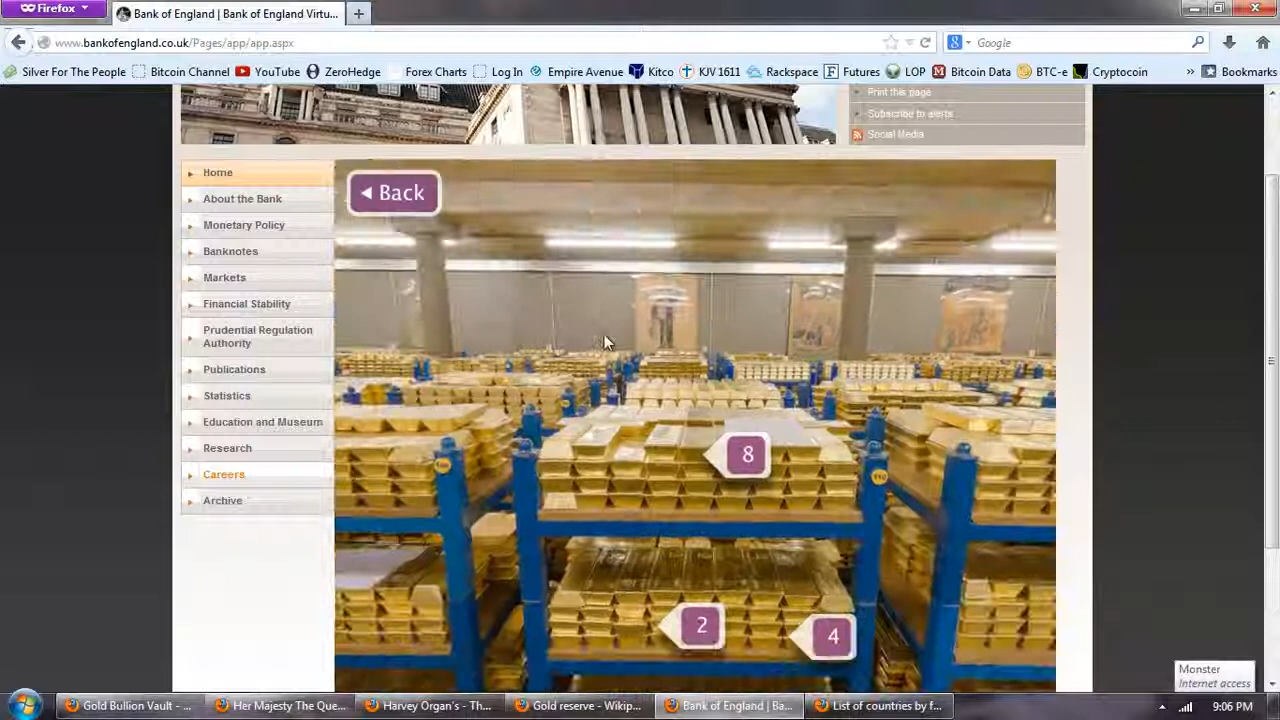 Firefox
Bank of England | Bank of England Virtu...
www.bankofengland.co.uk/Pages/app/app.aspx
Google
Silver For The People
Bitcoin Channel
YouTube
ZeroHedge
Forex Charts
Log In
Empire Avenue
Kitco
KJV 1611
Rackspace
Futures
LOP
Bitcoin Data
BTC-e
Cryptocoin
»
Bookmarks
Print this page
Subscribe to alerts
Social Media
Home
About the Bank
Monetary Policy
Banknotes
Markets
Financial Stability
Prudential Regulation
Authority
Publications
Statistics
Education and Museum
Research
Careers
Archive
Back
8
2
4
Monster
Internet access
Gold Bullion Vault - ...
Her Majesty The Que...
Harvey Organ's - Th...
Gold reserve - Wikip...
Bank of England | Ba...
List of countries by f...
9:06 PM